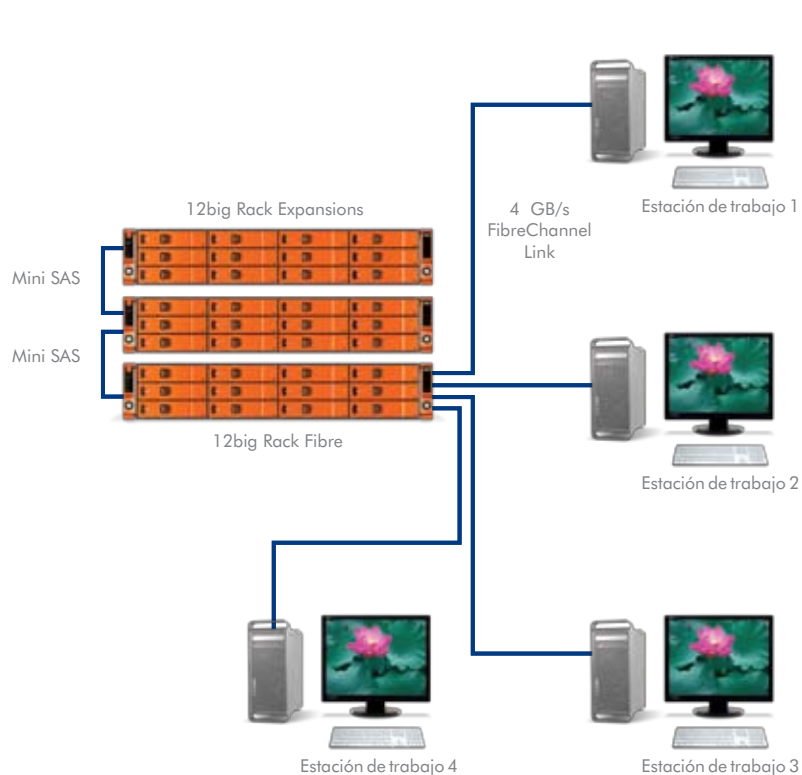 Estación de trabajo 1
12big Rack Expansions
4 GB/s
FibreChannel
Link
Mini SAS
Mini SAS
12big Rack Fibre
Estación de trabajo 2
Estación de trabajo 4
Estación de trabajo 3